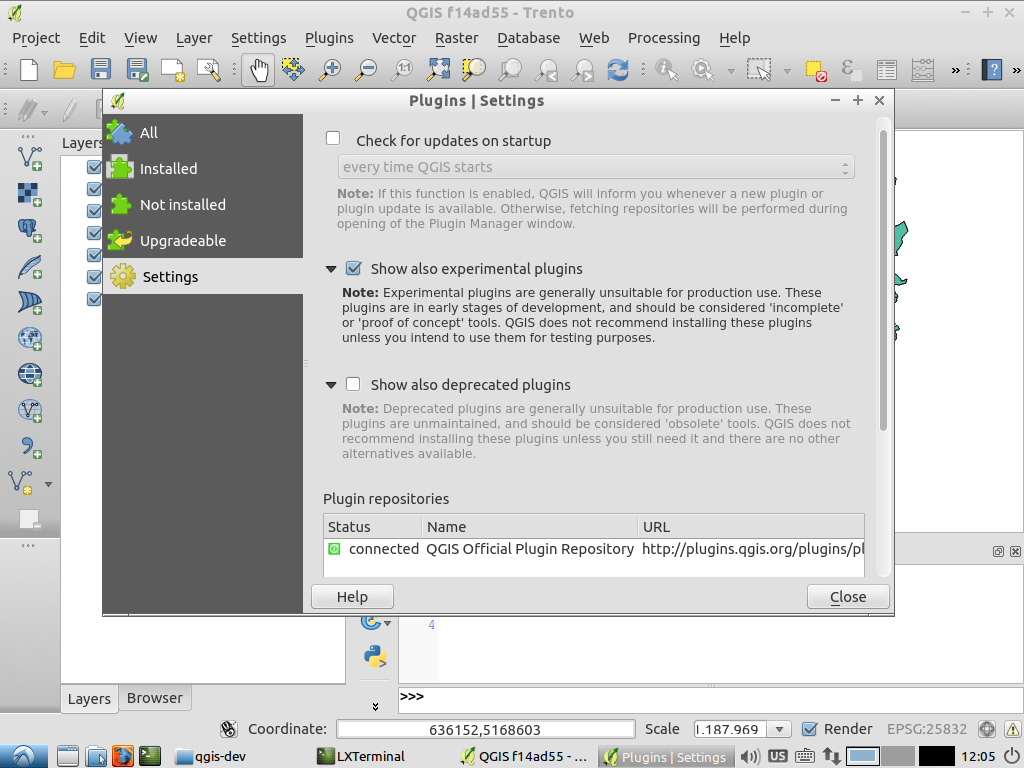 QGIS f14ad55 - Trento
Project Edit View Layer Settings Plugins Vector Raster Database Web Processing Help
Plugins | Settings
All
Installed
Not installed
Upgradeable
Settings
Layers
Check for updates on startup
every time QGIS starts
Note: If this function is enabled, QGIS will inform you whenever a new plugin or
plugin update is available. Otherwise, fetching repositories will be performed during
opening of the Plugin Manager window.
Show also experimental plugins
Note: Experimental plugins are generally unsuitable for production use. These
plugins are in early stages of development, and should be considered 'incomplete'
or 'proof of concept' tools. QGIS does not recommend installing these plugins
unless you intend to use them for testing purposes.
Show also deprecated plugins
Note: Deprecated plugins are generally unsuitable for production use. These
plugins are unmaintained, and should be considered 'obsolete' tools. QGIS does not
recommend installing these plugins unless you still need it and there are no other
alternatives available.
Plugin repositories
Status Name URL
connected QGIS Official Plugin Repository http://plugins.qgis.org/plugins/pl
Help Close
4
>>>
Layers Browser
Coordinate: 636152,5168603 Scale l.187.969 Render EPSG:25832
qgis-dev LXTerminal QGIS f14ad55 - ... Plugins | Settings US 12:05